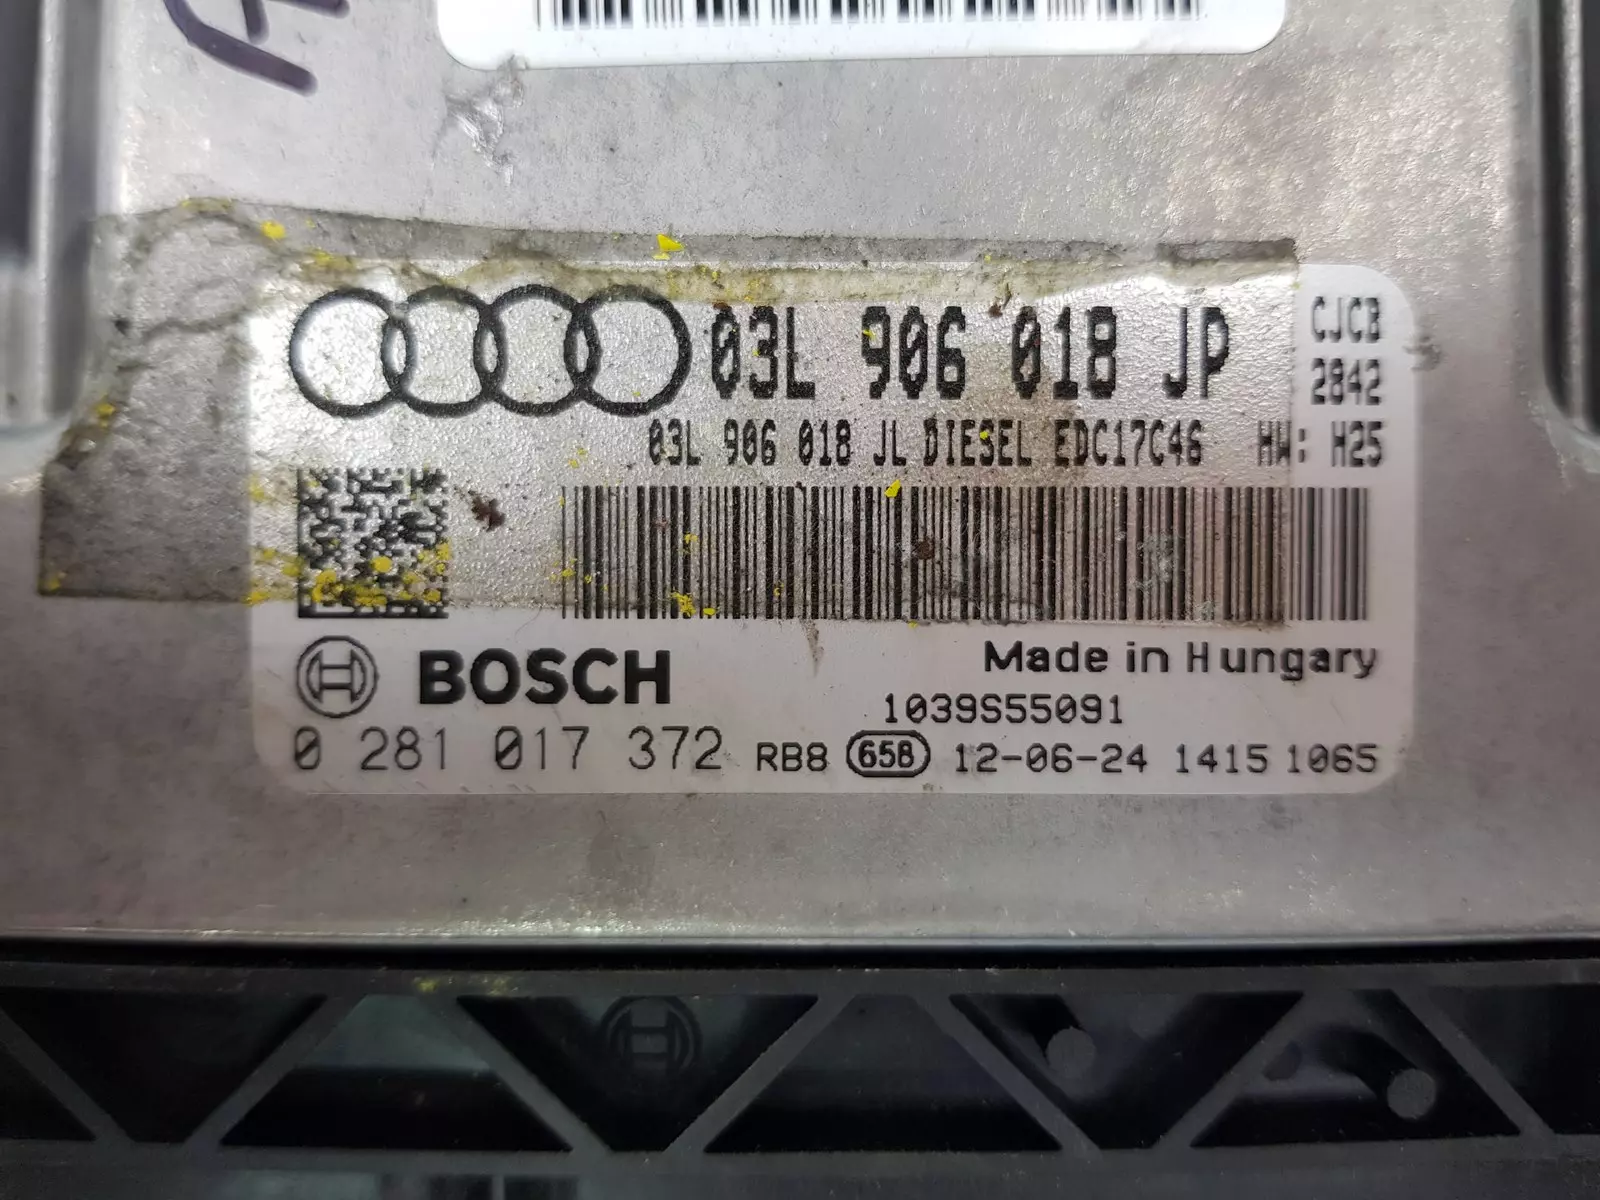 03L 906 018 JP
CJCB
2842
03L 906 018 JL DIESEL EDC17C46 HW: H25
BOSCH
Made in Hungary
1039S55091
0 281 017 372 RB8 658 12-06-24 1415 1065